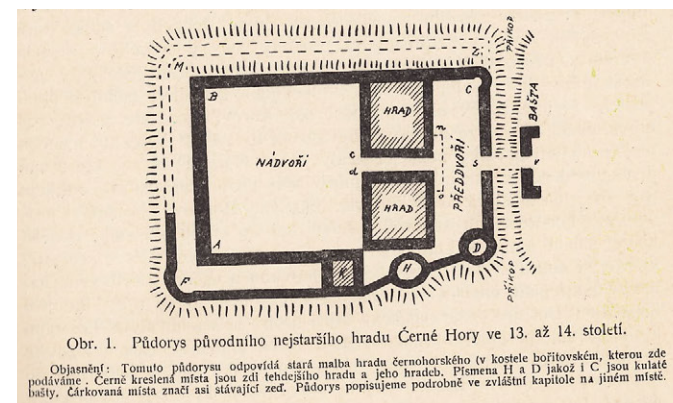 M.
Z
PŘÍKOP
B
C
BAŠTA
HRAD
c
NÁDVOŘÍ
PŘEDDVOŘÍ
s
v
d
HRAD
A
D
H
F
PŘÍKOP
Obr. 1. Půdorys původního nejstaršího hradu Černé Hory ve 13. až 14. století.
Objasnění: Tomuto půdorysu odpovídá stará malba hradu černohorského (v kostele bořitovském, kterou zde
podáváme . Černě kreslená místa jsou zdi tehdejšího hradu a jeho hradeb. Písmena H a D jakož i C jsou kulaté
bašty. Čárkovaná místa značí asi stávající zeď. Půdorys popisujeme podrobně ve zvláštní kapitole na jiném místě.